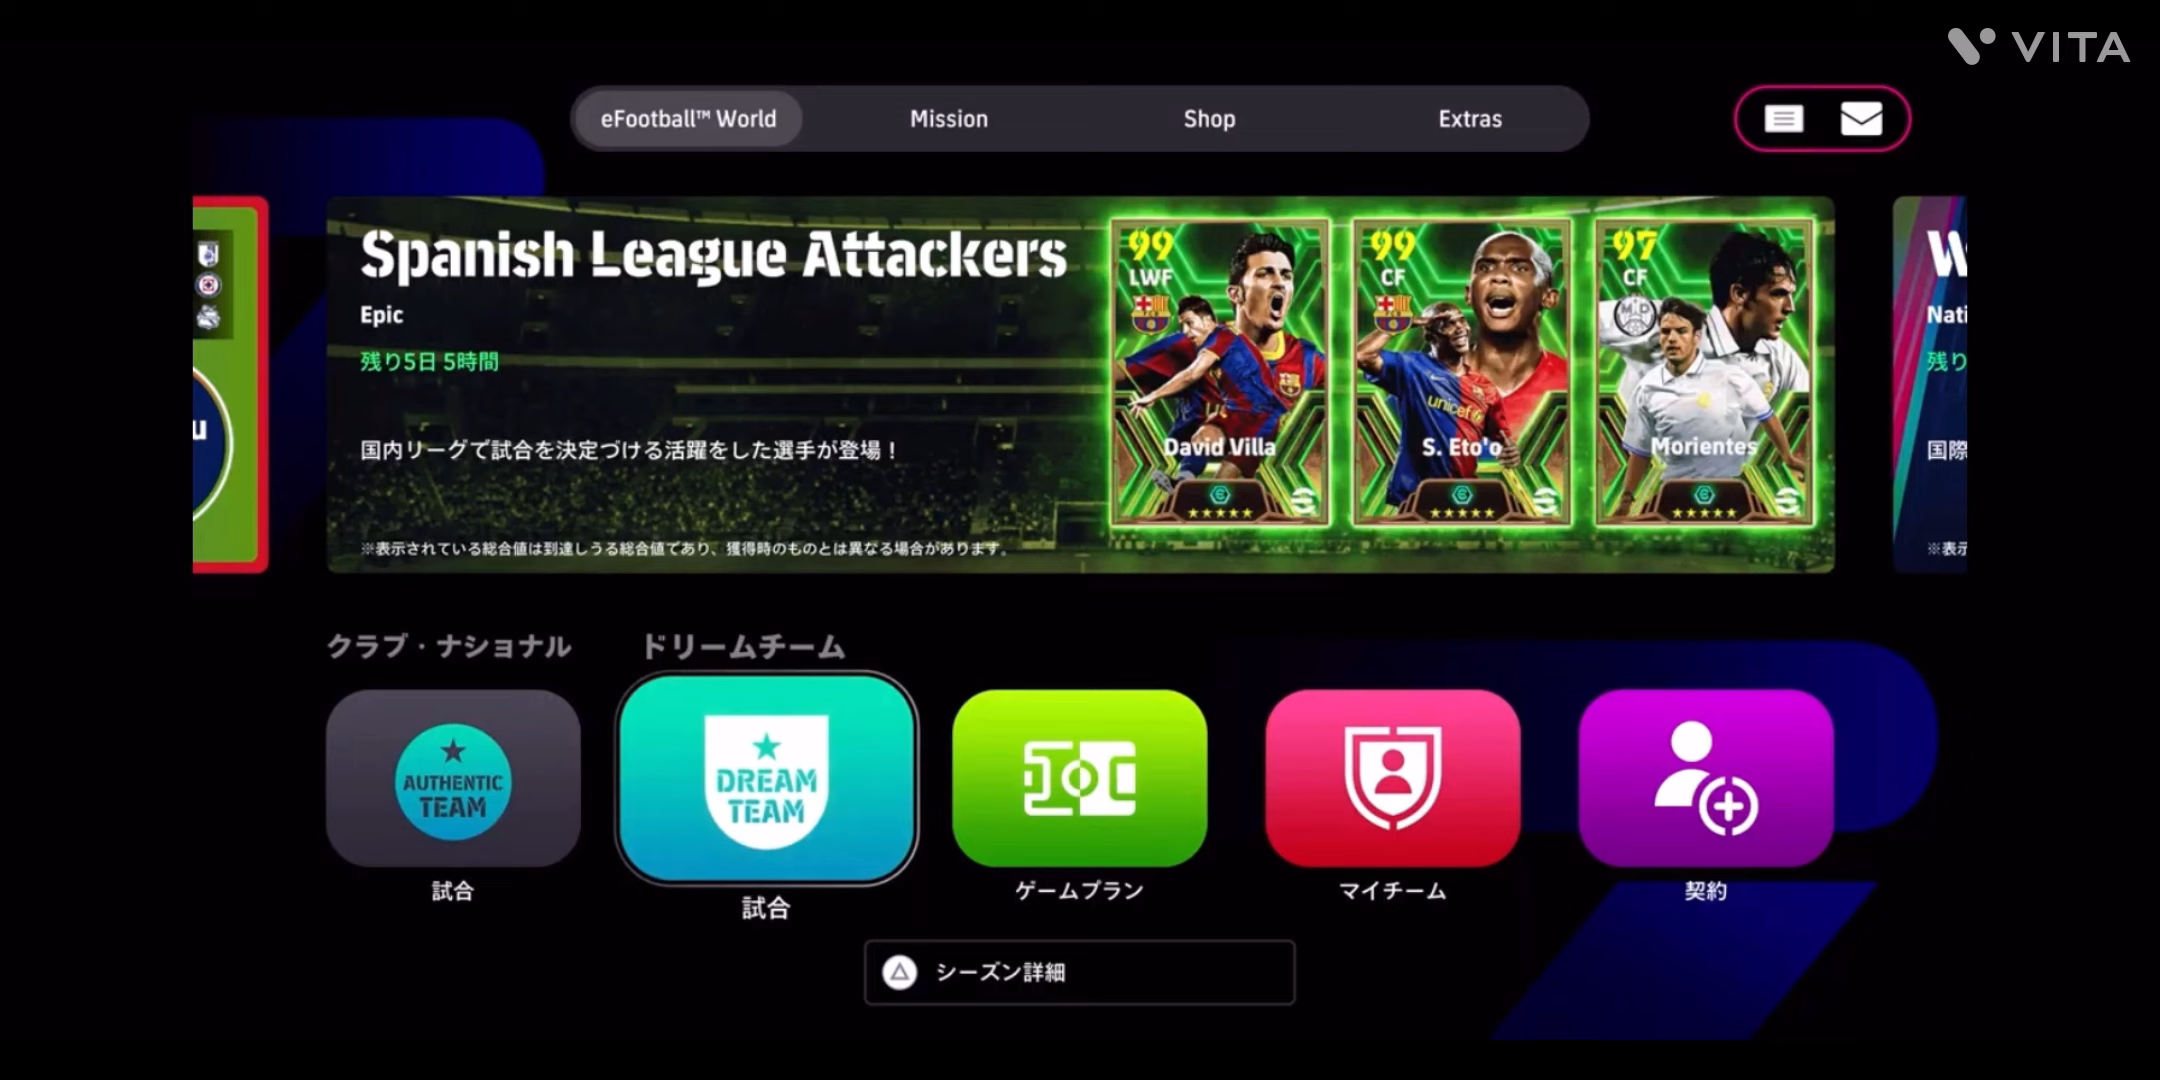 VITA
eFootball™ World
Mission
Shop
Extras
Spanish League Attackers
Epic
残り5日 5時間
国内リーグで試合を決定づける活躍をした選手が登場！
※表示されている総合値は到達しうる総合値であり、獲得時のものとは異なる場合があります。
99
LWF
David Villa
99
CF
unicef
S. Eto'o
97
CF
Morientes
u
W
Nati
残り
国際
※表示
クラブ・ナショナル
ドリームチーム
AUTHENTIC
TEAM
DREAM
TEAM
試合
試合
ゲームプラン
マイチーム
契約
シーズン詳細